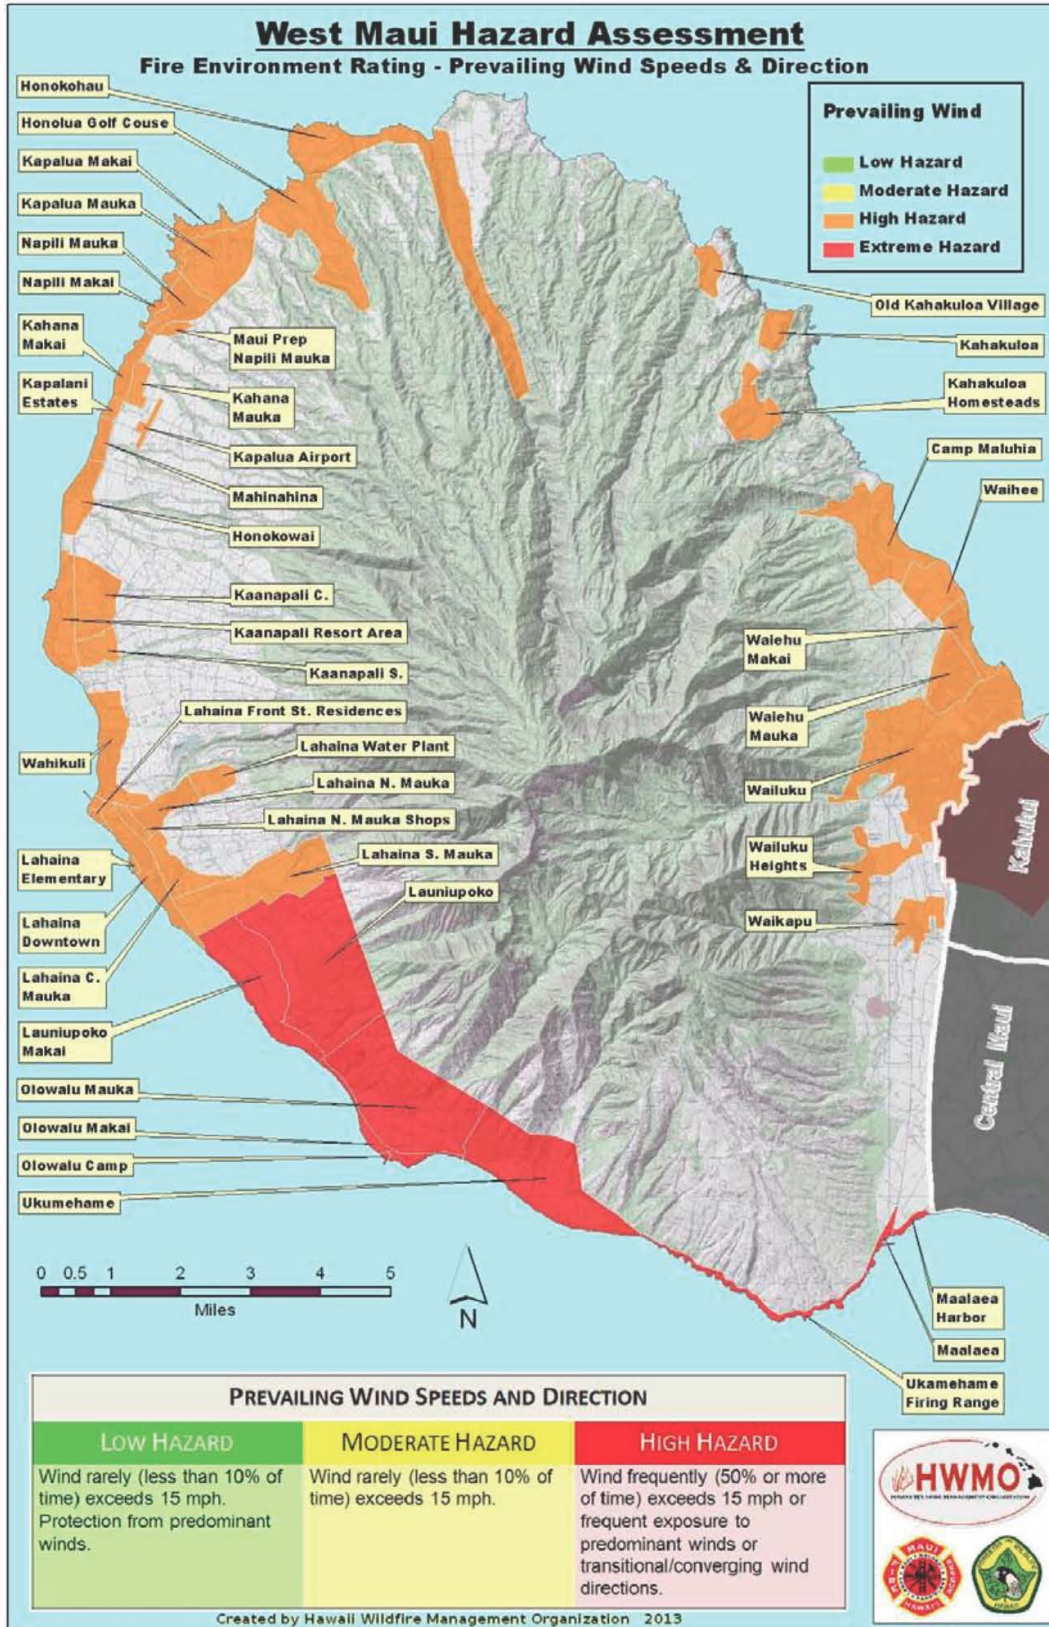 West Maui Hazard Assessment
Fire Environment Rating - Prevailing Wind Speeds & Direction
Prevailing Wind
Low Hazard
Moderate Hazard
High Hazard
Extreme Hazard
Honokohau
Honolua Golf Couse
Kapalua Makai
Kapalua Mauka
Napili Mauka
Napili Makai
Kahana
Makai
Kapalani
Estates
Maui Prep
Napili Mauka
Kahana
Mauka
Kapalua Airport
Mahinahina
Honokowai
Kaanapali C.
Kaanapali Resort Area
Kaanapali S.
Lahaina Front St. Residences
Lahaina Water Plant
Wahikuli
Lahaina N. Mauka
Lahaina N. Mauka Shops
Lahaina
Elementary
Lahaina S. Mauka
Launiupoko
Lahaina
Downtown
Lahaina C.
Mauka
Launiupoko
Makai
Olowalu Mauka
Olowalu Makai
Olowalu Camp
Ukumehame
Old Kahakuloa Village
Kahakuloa
Kahakuloa
Homesteads
Camp Maluhia
Waihee
Waiehu
Makai
Waiehu
Mauka
Wailuku
Wailuku
Heights
Waikapu
Kahului
Central Maui
Maalaea
Harbor
Maalaea
Ukamehame
Firing Range
0 0.5 1 2 3 4 5
Miles
N
PREVAILING WIND SPEEDS AND DIRECTION
LOW HAZARD
Wind rarely (less than 10% of
time) exceeds 15 mph.
Protection from predominant
winds.
MODERATE HAZARD
Wind rarely (less than 10% of
time) exceeds 15 mph.
HIGH HAZARD
Wind frequently (50% or more
of time) exceeds 15 mph or
frequent exposure to
predominant winds or
transitional/converging wind
directions.
HWMO
MAUI
FIRE
HAWAII
Created by Hawaii Wildfire Management Organization 2013